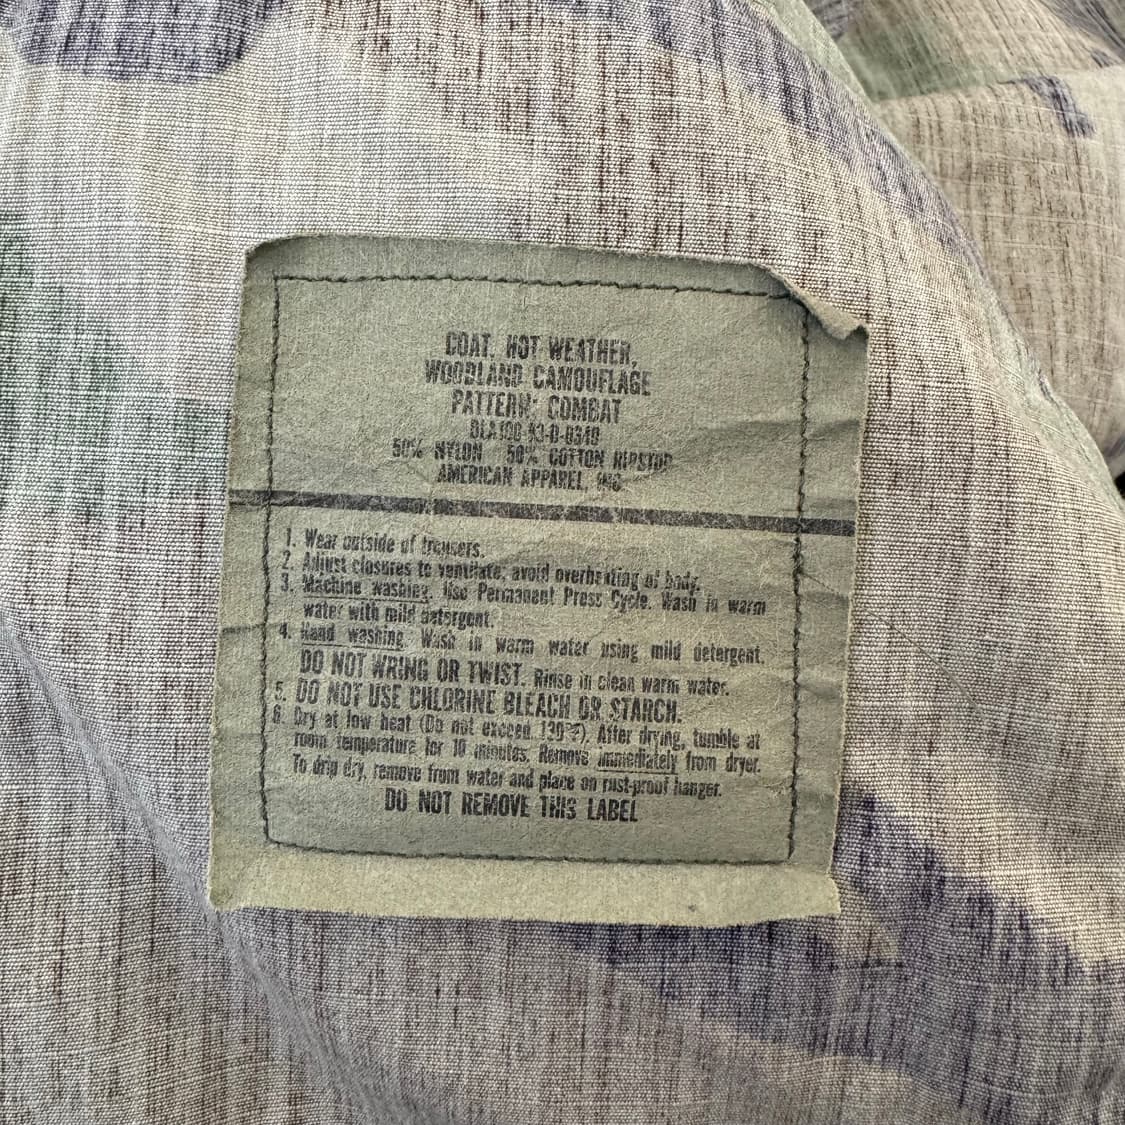 COAT, HOT WEATHER,
WOODLAND CAMOUFLAGE
PATTERN: COMBAT
DLA100-93-D-0340
50% NYLON 50% COTTON RIPSTOP
AMERICAN APPAREL, INC.
1. Wear outside of trousers.
2. Adjust closures to ventilate; avoid overheating of body.
3. Machine washing. Use Permanent Press Cycle. Wash in warm
water with mild detergent.
4. Hand washing. Wash in warm water using mild detergent.
DO NOT WRING OR TWIST. Rinse in clean warm water.
5. DO NOT USE CHLORINE BLEACH OR STARCH.
6. Dry at low heat (Do not exceed 130°F). After drying, tumble at
room temperature for 10 minutes. Remove immediately from dryer.
To drip dry, remove from water and place on rust-proof hanger.
DO NOT REMOVE THIS LABEL